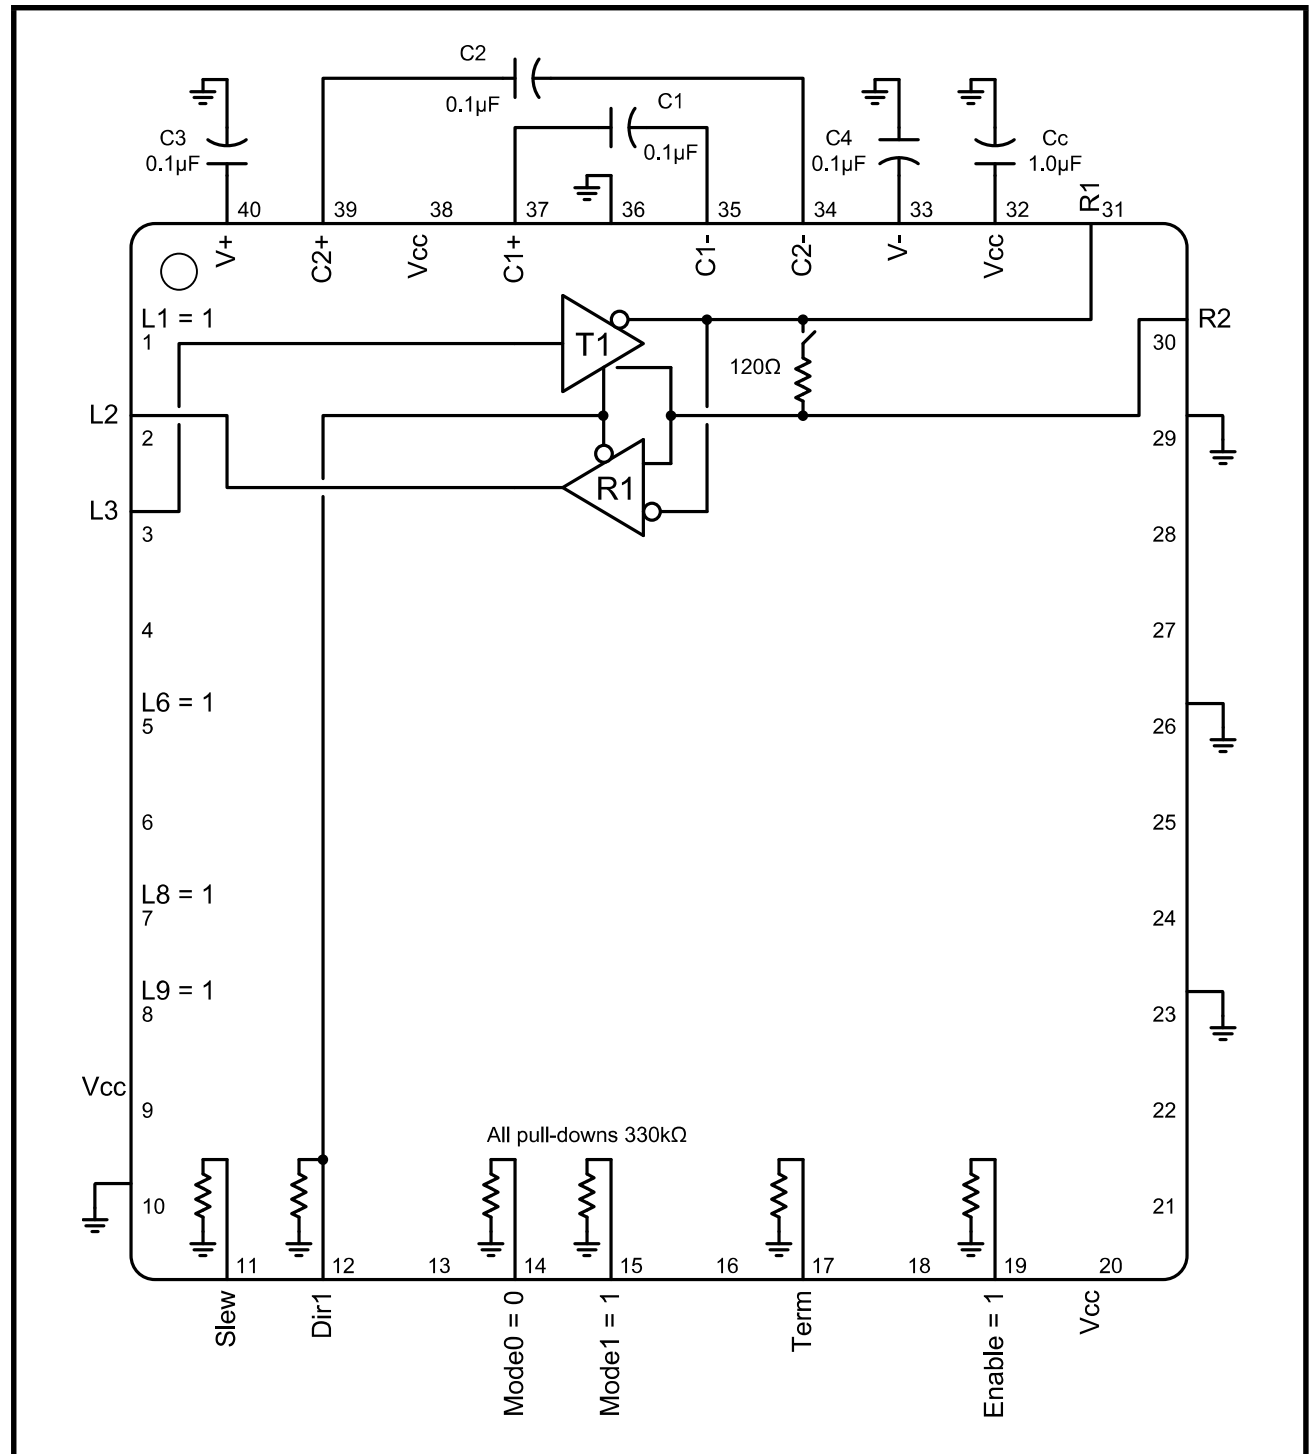 C2
0.1µF
C1
0.1µF
C3
0.1µF
C4
0.1µF
Cc
1.0µF
40
39
38
37
36
35
34
33
32
R1
31
V+
C2+
Vcc
C1+
C1-
C2-
V-
Vcc
L1 = 1
1
T1
120Ω
R2
30
L2
2
29
R1
L3
3
28
4
27
L6 = 1
5
26
6
25
L8 = 1
7
24
L9 = 1
8
23
Vcc
9
22
All pull-downs 330kΩ
10
21
11
12
13
14
15
16
17
18
19
20
Slew
Dir1
Mode0 = 0
Mode1 = 1
Term
Enable = 1
Vcc